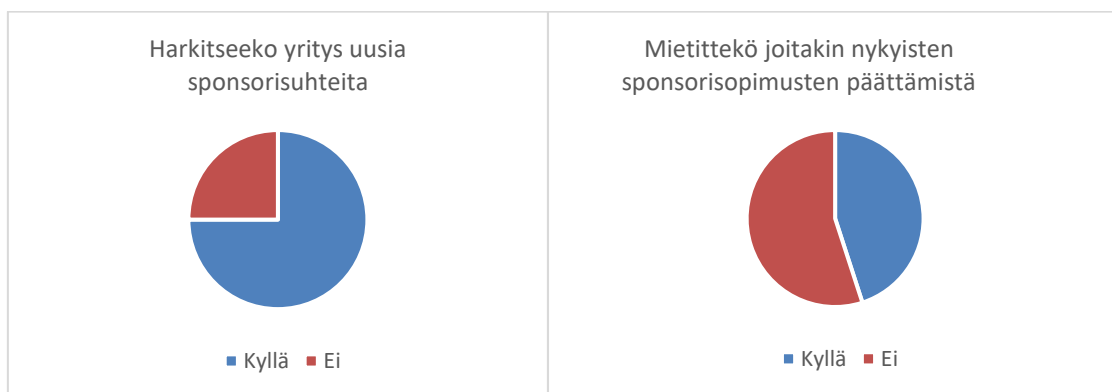 Harkitseeko yritys uusia
sponsorisuhteita
Kyllä Ei
Mietittekö joitakin nykyisten
sponsorisopimusten päättämistä
Kyllä Ei